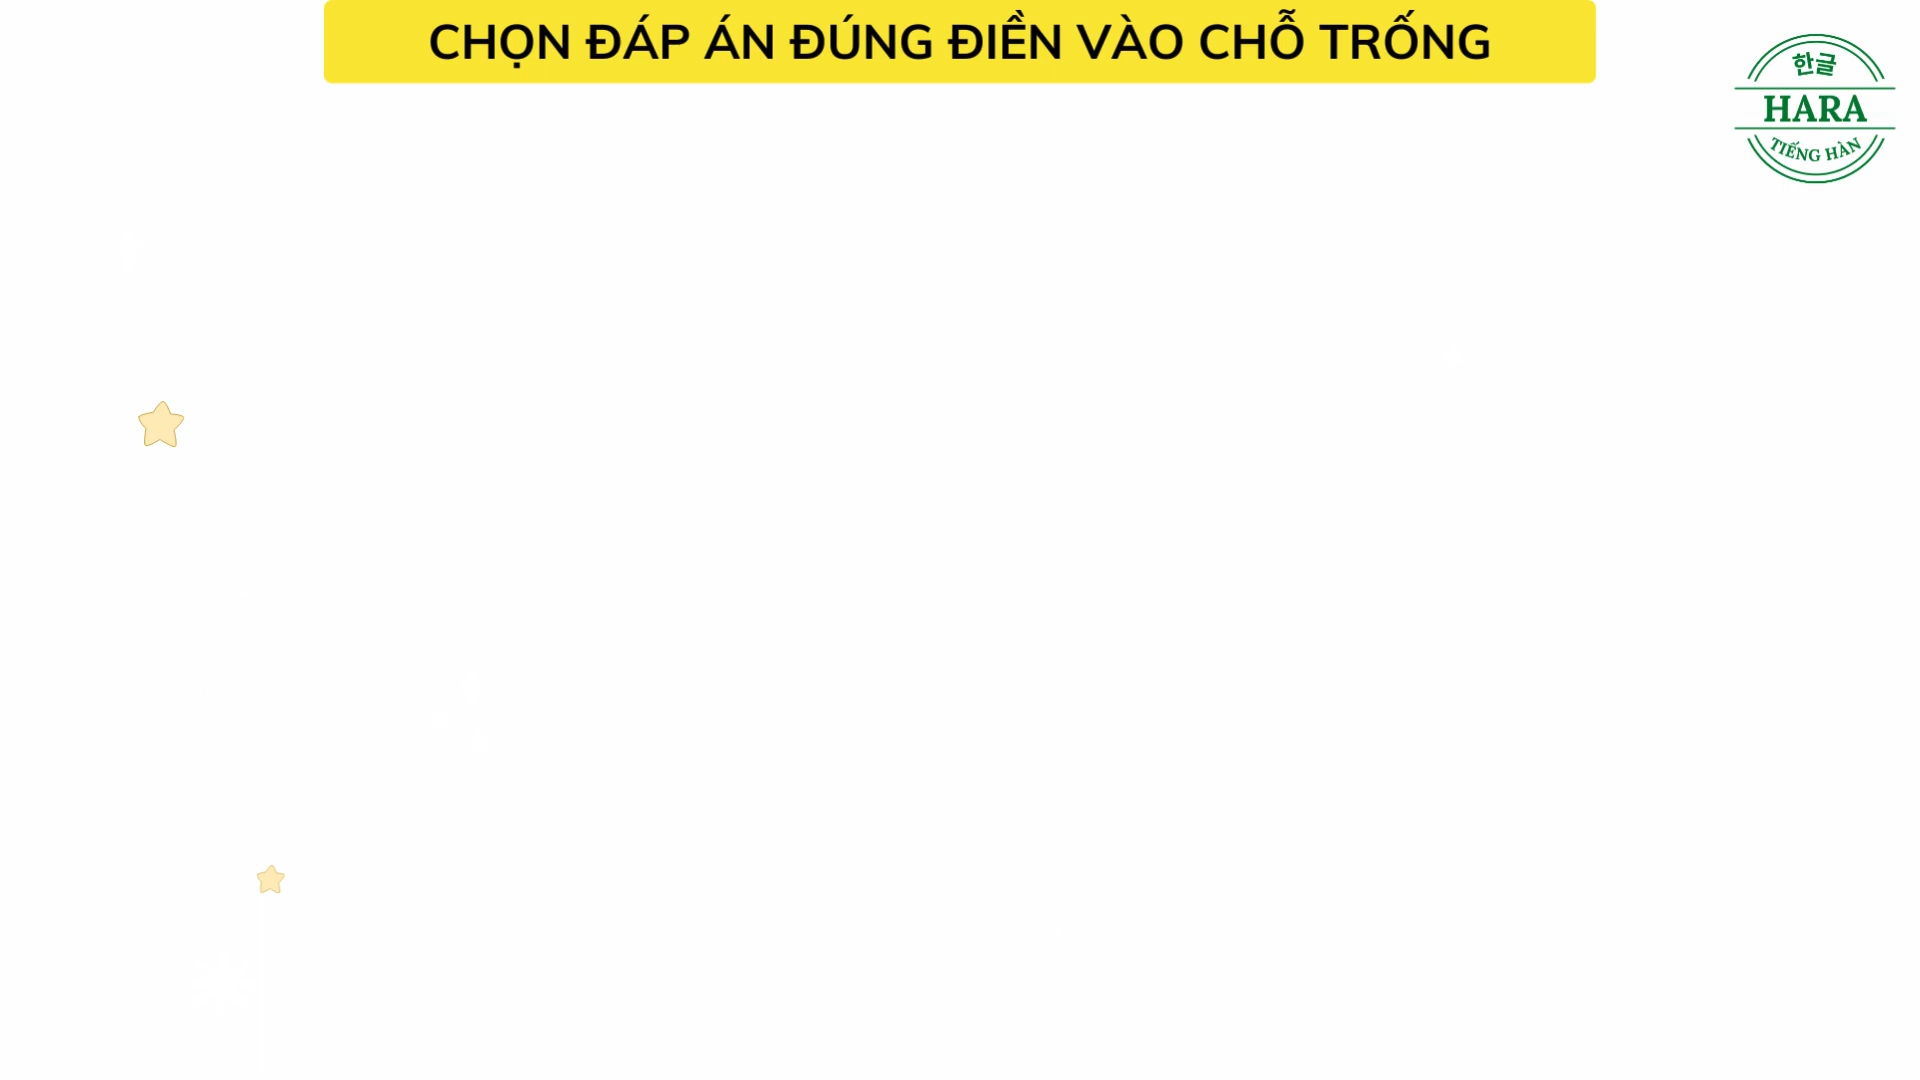 CHỌN ĐÁP ÁN ĐÚNG ĐIỀN VÀO CHỖ TRỐNG
한글
HARA
TIẾNG HÀN